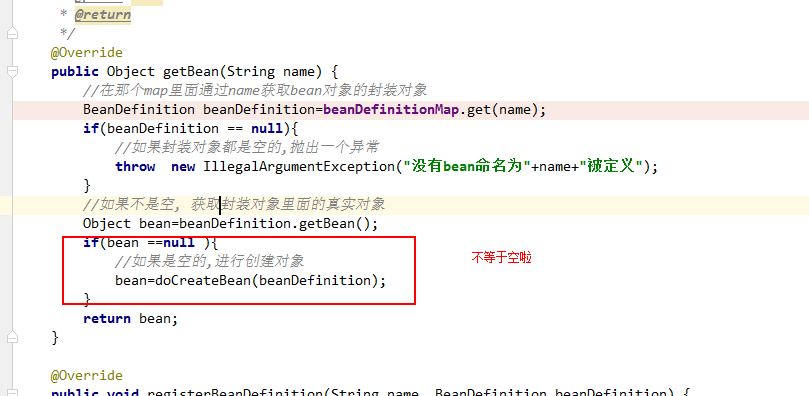 * @return
*/
@Override
public Object getBean(String name) {
//在那个map里面通过name获取bean对象的封装对象
BeanDefinition beanDefinition=beanDefinitionMap.get(name);
if(beanDefinition == null){
//如果封装对象都是空的,抛出一个异常
throw  new IllegalArgumentException("没有bean命名为"+name+"被定义");
}
//如果不是空, 获取封装对象里面的真实对象
Object bean=beanDefinition.getBean();
if(bean ==null ){
//如果是空的,进行创建对象
不等于空啦
bean=doCreateBean(beanDefinition);
}
return bean;
}
@Override
public void registerBeanDefinition(String name, BeanDefinition beanDefinition) {